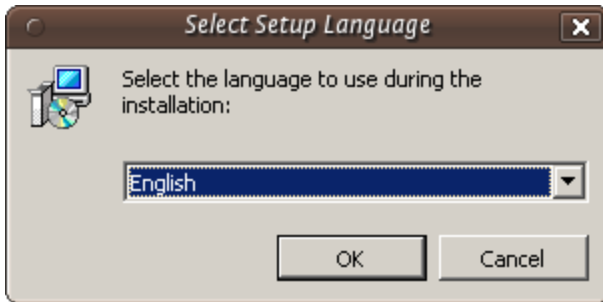 Select Setup Language
Select the language to use during the
installation:
English
OK
Cancel